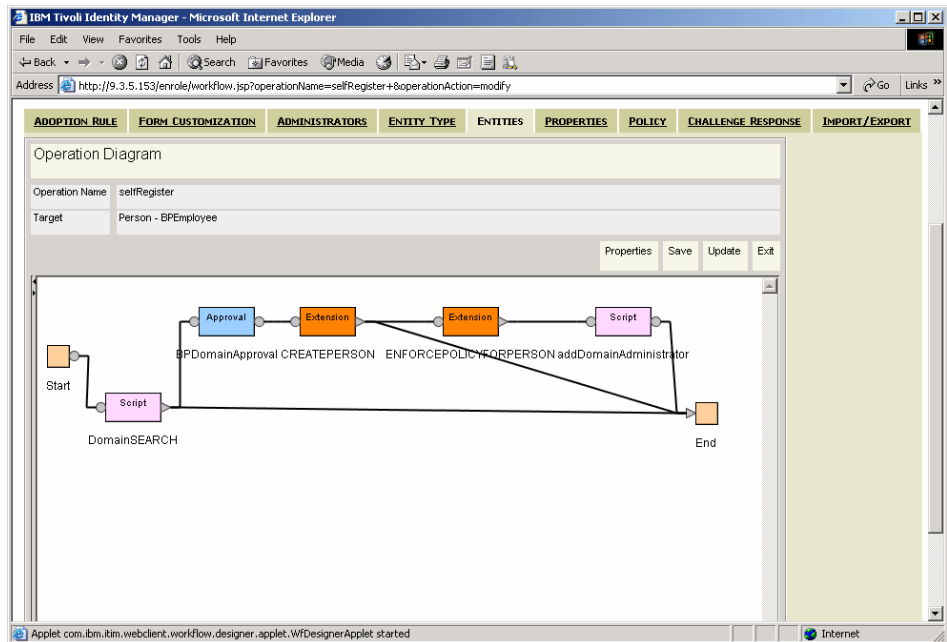 IBM Tivoli Identity Manager - Microsoft Internet Explorer
File Edit View Favorites Tools Help
Back Search Favorites Media
Address http://9.3.5.153/enrole/workflow.jsp?operationName=selfRegister+&operationAction=modify Go Links »
ADOPTION RULE FORM CUSTOMIZATION ADMINISTRATORS ENTITY TYPE ENTITIES PROPERTIES POLICY CHALLENGE RESPONSE IMPORT/EXPORT
Operation Diagram
Operation Name selfRegister
Target Person - BPEmployee
Properties Save Update Exit
Approval Extension Extension Script
BPDomainApproval CREATEPERSON ENFORCEPOLICYFORPERSON addDomainAdministrator
Start
Script
DomainSEARCH
End
Applet com.ibm.itim.webclient.workflow.designer.applet.WfDesignerApplet started Internet